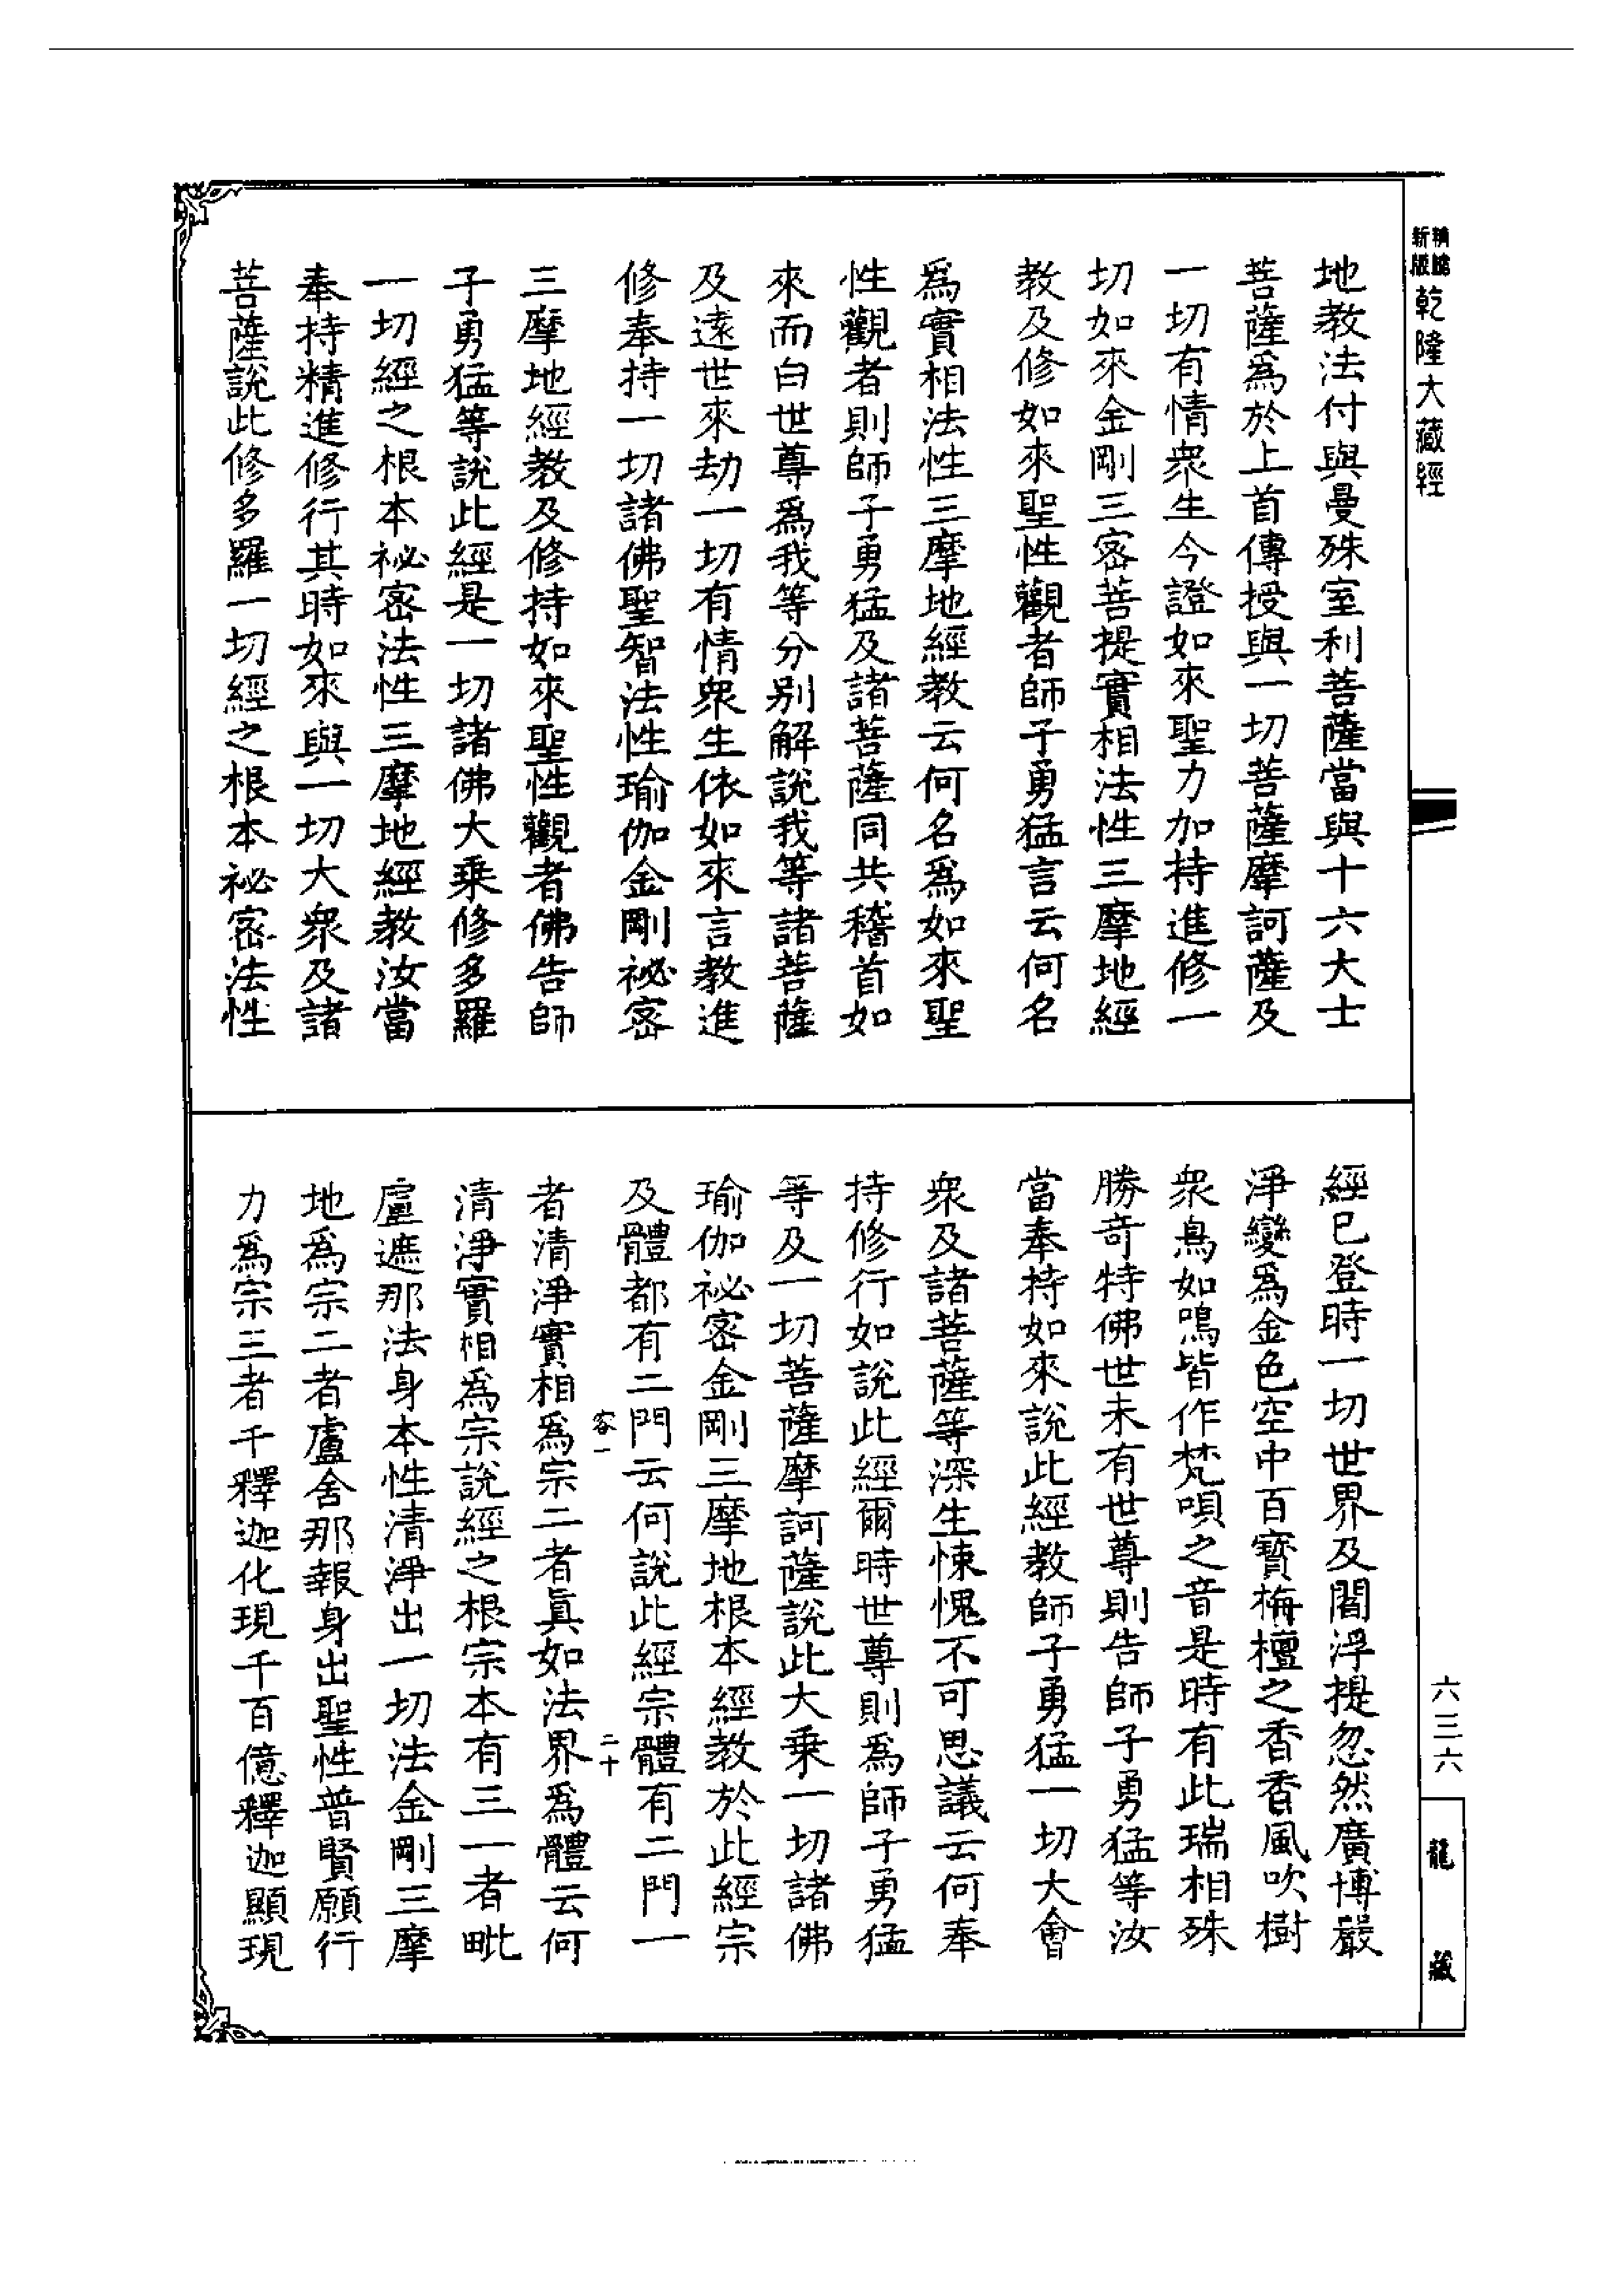 新版
精縮
乾隆大藏經
地教法付與曼殊室利菩薩當與十六大士
菩薩爲於上首傳授與一切菩薩摩訶薩及
一切有情衆生今證如來聖力加持進修一
切如來金剛三密菩提實相法性三摩地經
教及修如來聖性觀者師子勇猛言云何名
爲實相法性三摩地經教云何名爲如來聖
性觀者則師子勇猛及諸菩薩同共稽首如
來而白世尊爲我等分别解說我等諸菩薩
及遠世來劫一切有情衆生依如來言教進
修奉持一切諸佛聖智法性瑜伽金剛祕密
三摩地經教及修持如來聖性觀者佛告師
子勇猛等說此經是一切諸佛大乗修多羅
一切經之根本祕密法性三摩地經教汝當
奉持精進修行其時如來與一切大衆及諸
菩薩說此修多羅一切經之根本祕密法性
經已登時一切世界及閻浮提忽然廣博嚴
淨變爲金色空中百寶栴檀之香香風吹樹
衆鳥如鳴皆作梵唄之音是時有此瑞相殊
勝竒特佛世未有世尊則告師子勇猛等汝
當奉持如來說此經教師子勇猛一切大會
衆及諸菩薩等深生悚愧不可思議云何奉
持修行如說此經爾時世尊則爲師子勇猛
等及一切菩薩摩訶薩說此大乗一切諸佛
瑜伽祕密金剛三摩地根本經教於此經宗
及體都有二門云何說此經宗體有二門一
容一
二十
者清淨實相爲宗二者眞如法界爲體云何
清淨實相爲宗說經之根宗本有三一者毗
盧遮那法身本性清淨出一切法金剛三摩
地爲宗二者盧舍那報身出聖性普賢願行
力爲宗三者千釋迦化現千百億釋迦顯現
六三六
龍藏